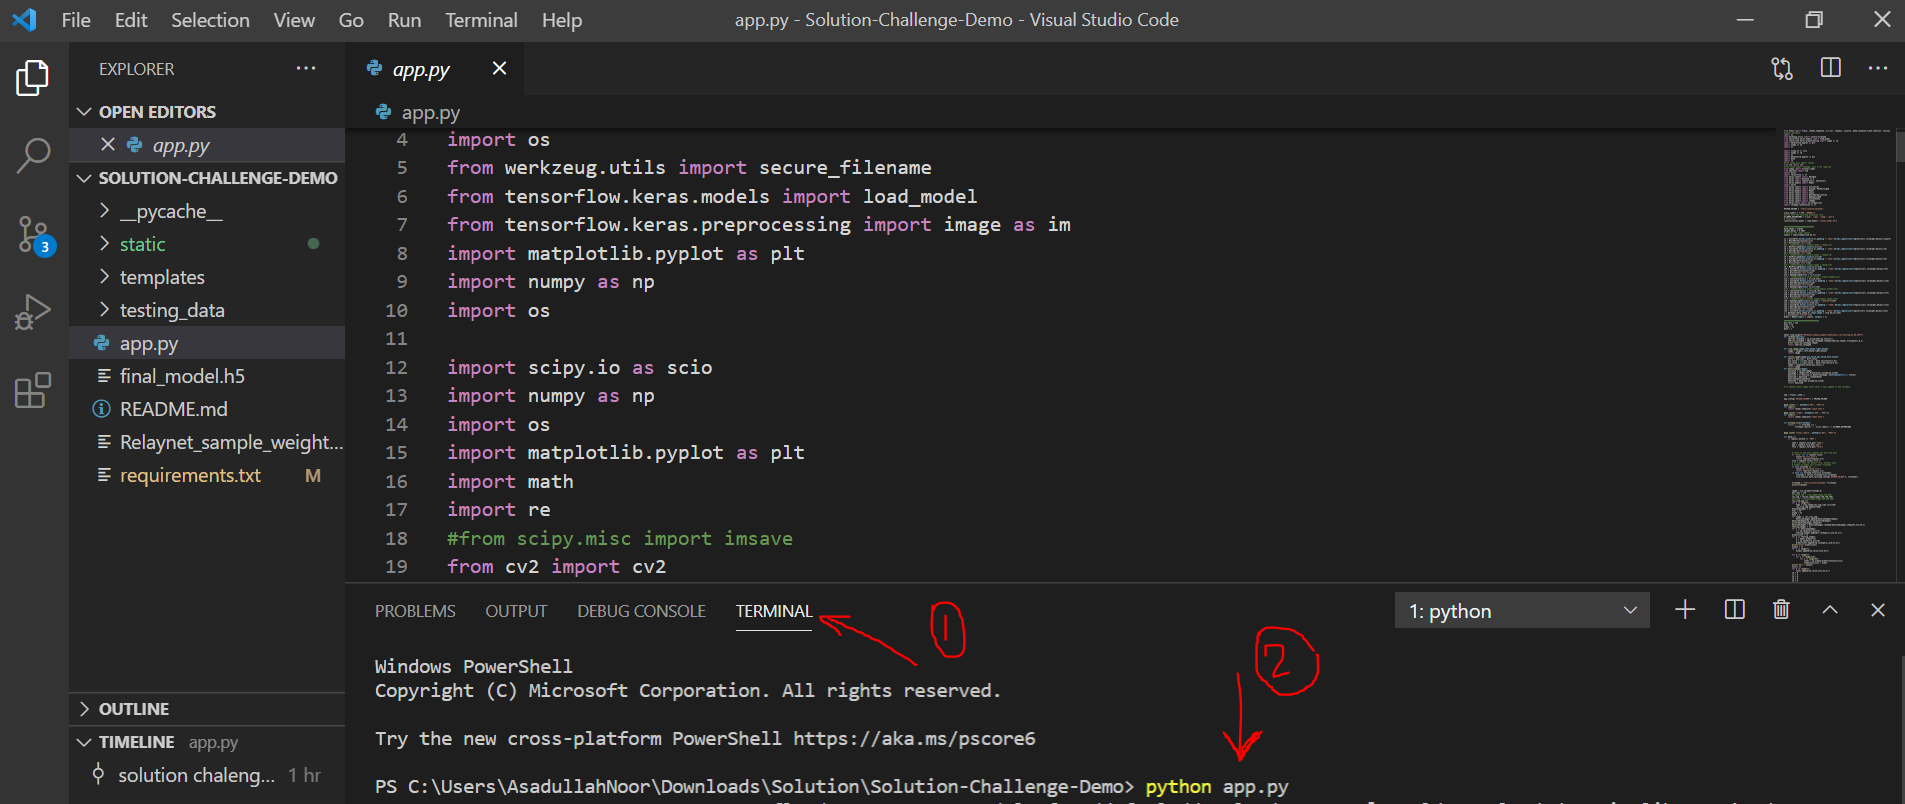 File Edit Selection View Go Run Terminal Help
app.py - Solution-Challenge-Demo - Visual Studio Code
EXPLORER
OPEN EDITORS
app.py
SOLUTION-CHALLENGE-DEMO
__pycache__
static
templates
testing_data
app.py
final_model.h5
README.md
Relaynet_sample_weight...
requirements.txt M
3
OUTLINE
TIMELINE app.py
solution chaleng... 1 hr
app.py
app.py
4 import os
5 from werkzeug.utils import secure_filename
6 from tensorflow.keras.models import load_model
7 from tensorflow.keras.preprocessing import image as im
8 import matplotlib.pyplot as plt
9 import numpy as np
10 import os
11
12 import scipy.io as scio
13 import numpy as np
14 import os
15 import matplotlib.pyplot as plt
16 import math
17 import re
18 #from scipy.misc import imsave
19 from cv2 import cv2
PROBLEMS OUTPUT DEBUG CONSOLE TERMINAL
1
1: python
2
Windows PowerShell
Copyright (C) Microsoft Corporation. All rights reserved.
Try the new cross-platform PowerShell https://aka.ms/pscore6
PS C:\Users\AsadullahNoor\Downloads\Solution\Solution-Challenge-Demo> python app.py